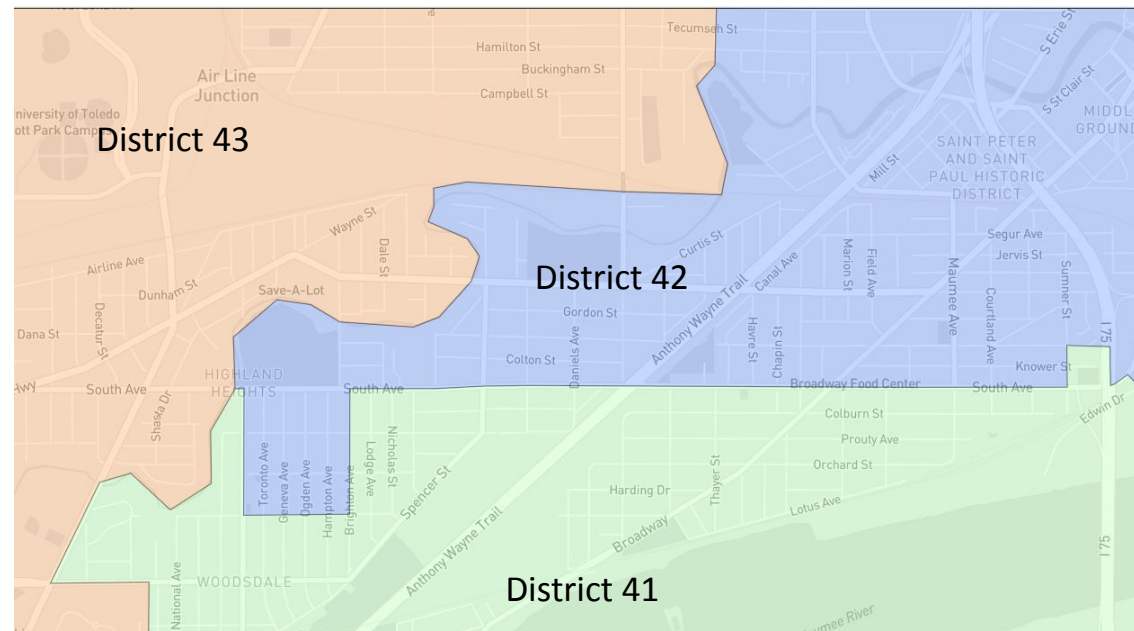 Tecumseh St
S Erie St
Hamilton St
Air Line
Junction
Buckingham St
Campbell St
S St Clair St
niversity of Toledo
ott Park Campus
MIDDL
GROUND
District 43
SAINT PETER
AND SAINT
PAUL HISTORIC
DISTRICT
Mill St
Wayne St
Dale St
Curtis St
Segur Ave
Jervis St
Airline Ave
Dunham St
Save-A-Lot
District 42
Canal Ave
Marion St
Field Ave
Maumee Ave
Courtland Ave
Sumner St
I 75
Decatur St
Dana St
Gordon St
Anthony Wayne Trail
Colton St
Daniels Ave
Havre St
Chapin St
Knower St
Hwy
South Ave
HIGHLAND
HEIGHTS
South Ave
Broadway Food Center
South Ave
Edwin Dr
Shasta Dr
Colburn St
Prouty Ave
Orchard St
Toronto Ave
Geneva Ave
Ogden Ave
Hampton Ave
Brighton Ave
Lodge Ave
Nicholas St
Spencer St
Harding Dr
Thayer St
Lotus Ave
Broadway
Anthony Wayne Trail
I 75
National Ave
WOODSDALE
District 41
umee River